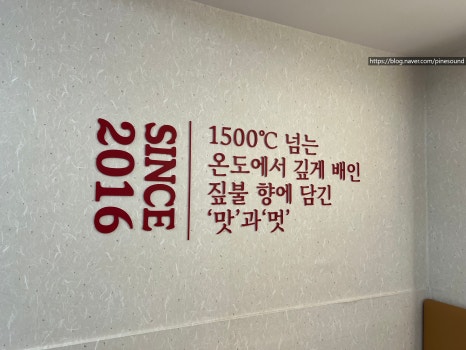 https://blog.naver.com/pinesound
SINCE
2016
1500℃ 넘는
온도에서 깊게 배인
짚불 향에 담긴
‘맛’과‘멋’